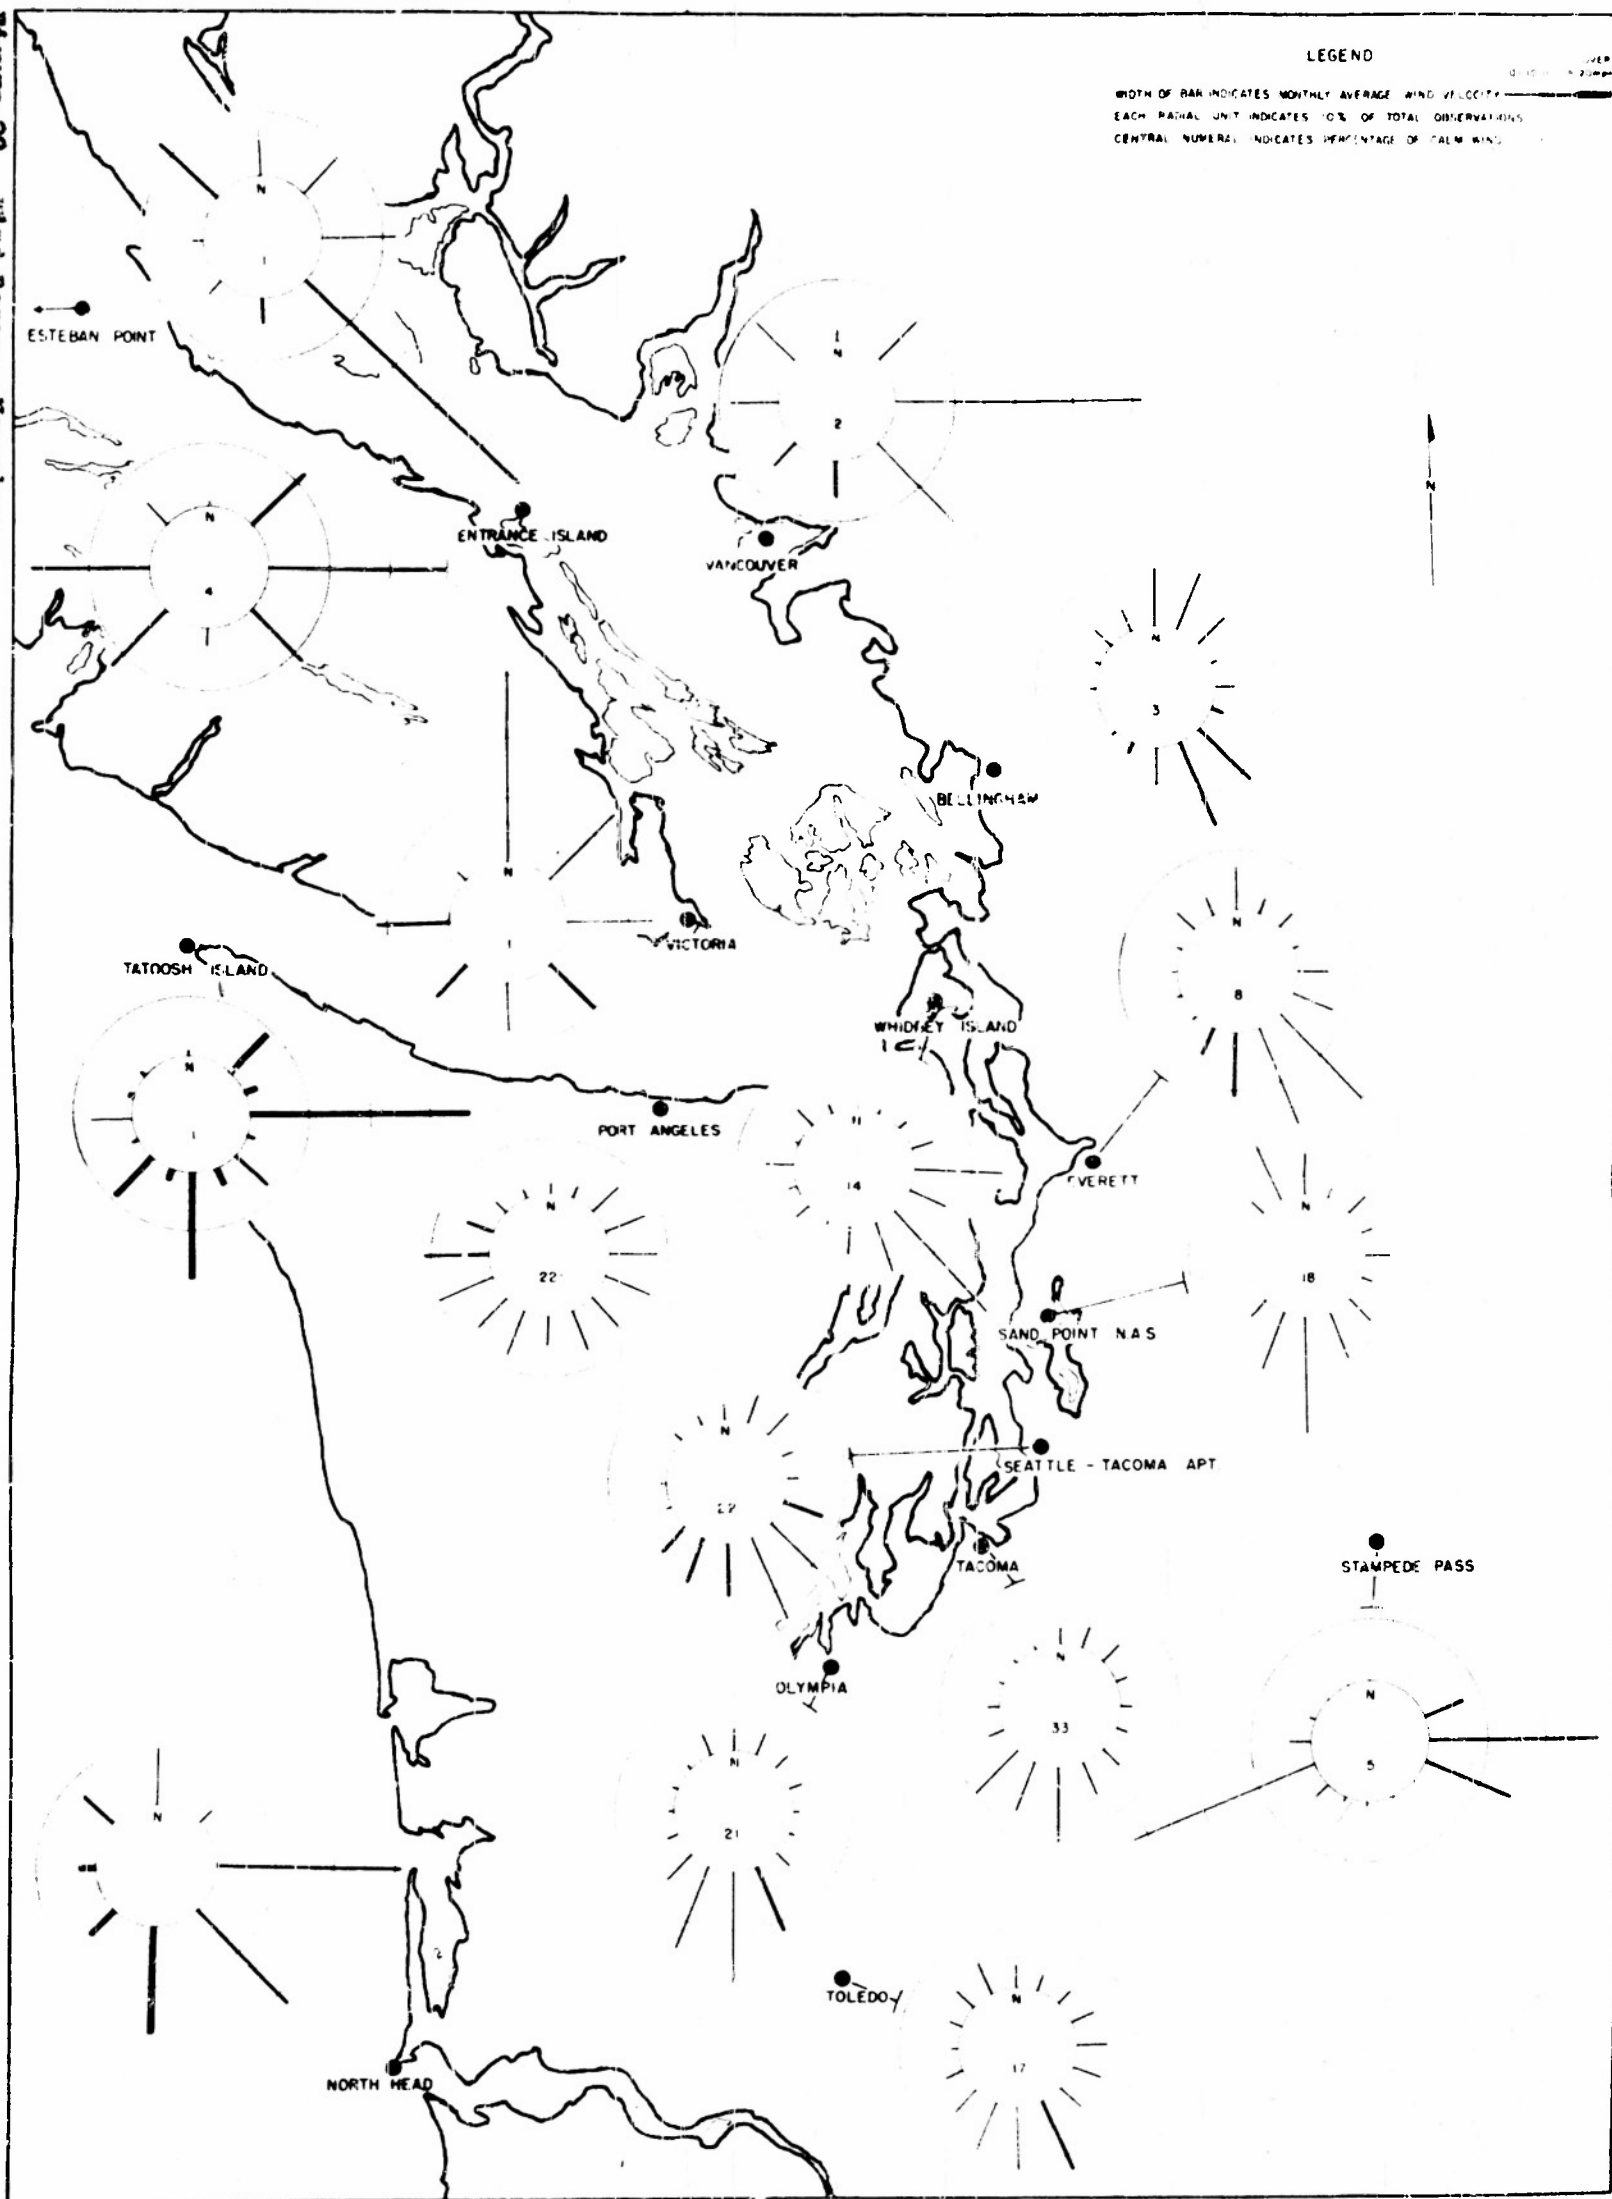 LEGEND
WIDTH OF BAR INDICATES MONTHLY AVERAGE WIND VELOCITY
EACH RADIAL UNIT INDICATES 10% OF TOTAL OBSERVATIONS
CENTRAL NUMERAL INDICATES PERCENTAGE OF CALM WIND
N
1
ESTEBAN POINT
N
2
N
N
4
ENTRANCE ISLAND
VANCOUVER
N
3
BELLINGHAM
N
1
VICTORIA
N
8
TATOOSH ISLAND
WHIDBEY ISLAND
N
1
PORT ANGELES
14
EVERETT
N
22
N
18
SAND POINT N.A.S
N
22
SEATTLE - TACOMA APT.
TACOMA
STAMPEDE PASS
OLYMPIA
N
33
N
5
N
21
N
TOLEDO
N
17
NORTH HEAD